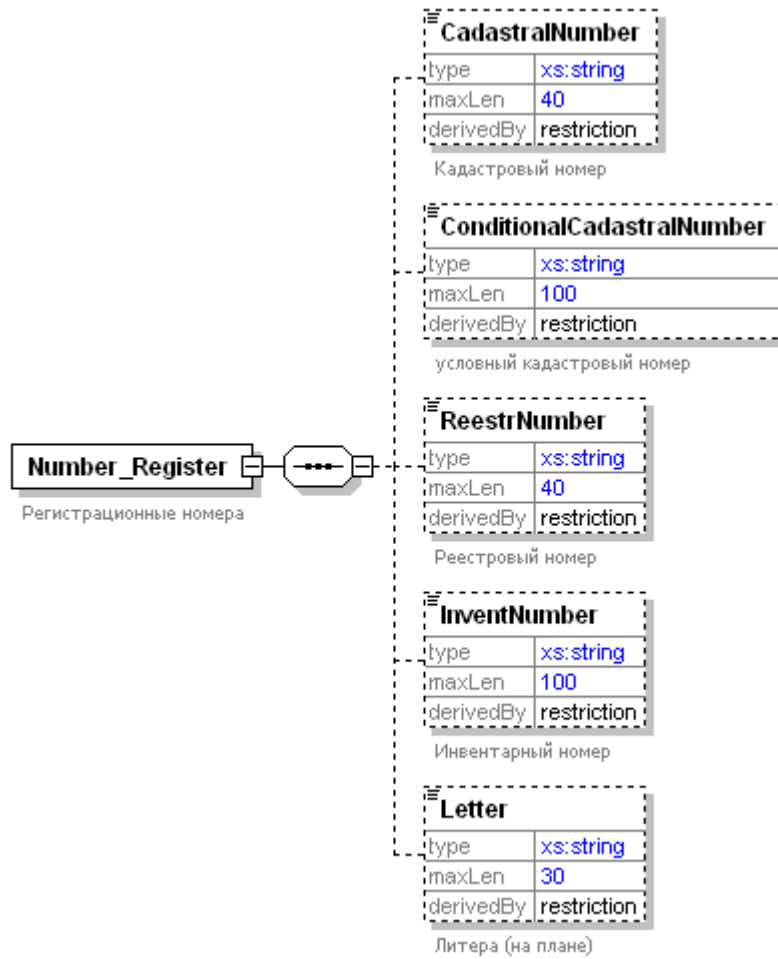 CadastralNumber
type xs:string
maxLen 40
derivedBy restriction
Кадастровый номер
ConditionalCadastralNumber
type xs:string
maxLen 100
derivedBy restriction
условный кадастровый номер
ReestrNumber
type xs:string
maxLen 40
derivedBy restriction
Реестровый номер
Number_Register
Регистрационные номера
InventNumber
type xs:string
maxLen 100
derivedBy restriction
Инвентарный номер
Letter
type xs:string
maxLen 30
derivedBy restriction
Литера (на плане)